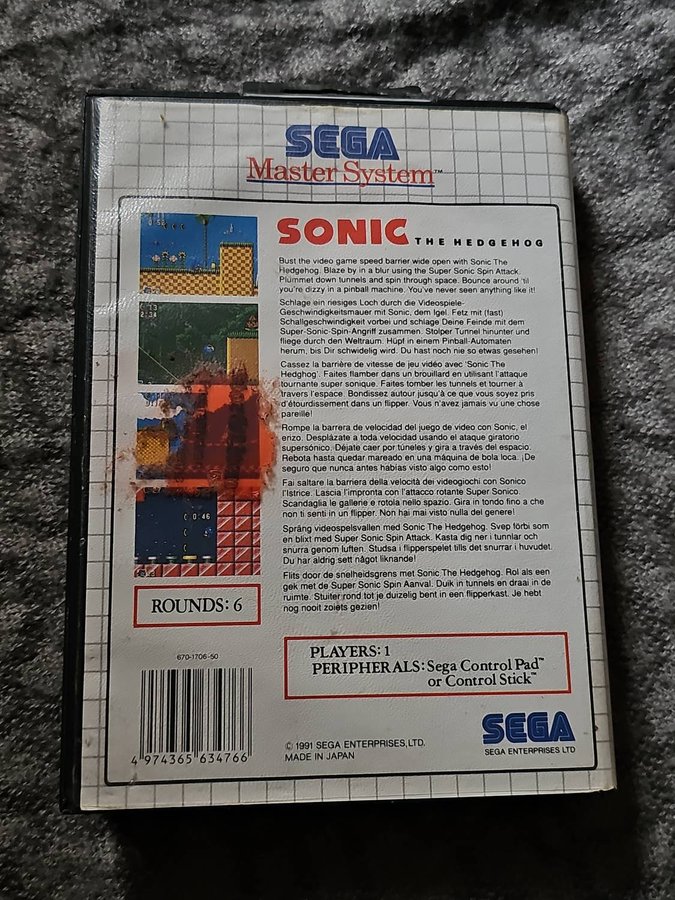 SEGA
Master System™
SONIC THE HEDGEHOG
Bust the video game speed barrier wide open with Sonic The
Hedgehog. Blaze by in a blur using the Super Sonic Spin Attack.
Plummet down tunnels and spin through space. Bounce around 'til
you're dizzy in a pinball machine. You've never seen anything like it!
Schlage ein riesiges Loch durch die Videospiele-
Geschwindigkeitsmauer mit Sonic, dem Igel. Fetz mit (fast)
Schallgeschwindigkeit vorbei und schlage Deine Feinde mit dem
Super-Sonic-Spin-Angriff zusammen. Stolper Tunnel hinunter und
fliege durch den Weltraum. Hüpf in einem Pinball-Automaten
herum, bis Dir schwidelig wird. Du hast noch nie so etwas gesehen!
Cassez la barrière de vitesse de jeu vidéo avec 'Sonic The
Hedghog'. Faites flamber dans un brouillard en utilisant l'attaque
tournante super sonique. Faites tomber les tunnels et tourner à
travers l'espace. Bondissez autour jusqu'à ce que vous soyez pris
d'étourdissement dans un flipper. Vous n'avez jamais vu une chose
pareille!
Rompe la barrera de velocidad del juego de video con Sonic, el
erizo. Desplázate a toda velocidad usando el ataque giratorio
supersónico. Déjate caer por túneles y gira a través del espacio.
Rebota hasta quedar mareado en una máquina de bola loca. ¡De
seguro que nunca antes habías visto algo como esto!
Fai saltare la barriera della velocità dei videogiochi con Sonico
l'Istrice. Lascia l'impronta con l'attacco rotante Super Sonico.
Scandaglia le gallerie e rotola nello spazio. Gira in tondo fino a che
non ti senti in un flipper. Non hai mai visto nulla del genere!
Spräng videospelsvallen med Sonic The Hedgehog. Svep förbi som
en blixt med Super Sonic Spin Attack. Kasta dig ner i tunnlar och
snurra genom luften. Studsa i flipperspelet tills det snurrar i huvudet.
Du har aldrig sett något liknande!
Flits door de snelheidsgrens met Sonic The Hedgehog. Rol als een
gek met de Super Sonic Spin Aanval. Duik in tunnels en draai in de
ruimte. Stuiter rond tot je duizelig bent in een flipperkast. Je hebt
nog nooit zoiets gezien!
0:46
ROUNDS: 6
PLAYERS: 1
PERIPHERALS: Sega Control Pad™
or Control Stick™
670-1706-50
4 974365 634766
© 1991 SEGA ENTERPRISES, LTD.
MADE IN JAPAN
SEGA
SEGA ENTERPRISES LTD